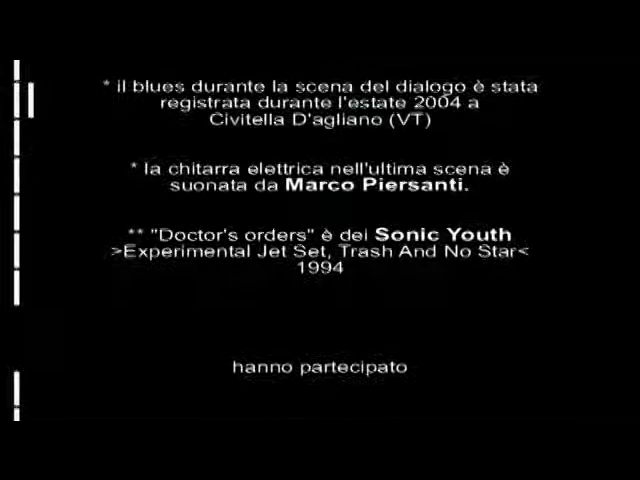 * il blues durante la scena del dialogo è stata
registrata durante l'estate 2004 a
Civitella D'agliano (VT)
* la chitarra elettrica nell'ultima scena è
suonata da Marco Piersanti.
** "Doctor's orders" è dei Sonic Youth
>Experimental Jet Set, Trash And No Star<
1994
hanno partecipato